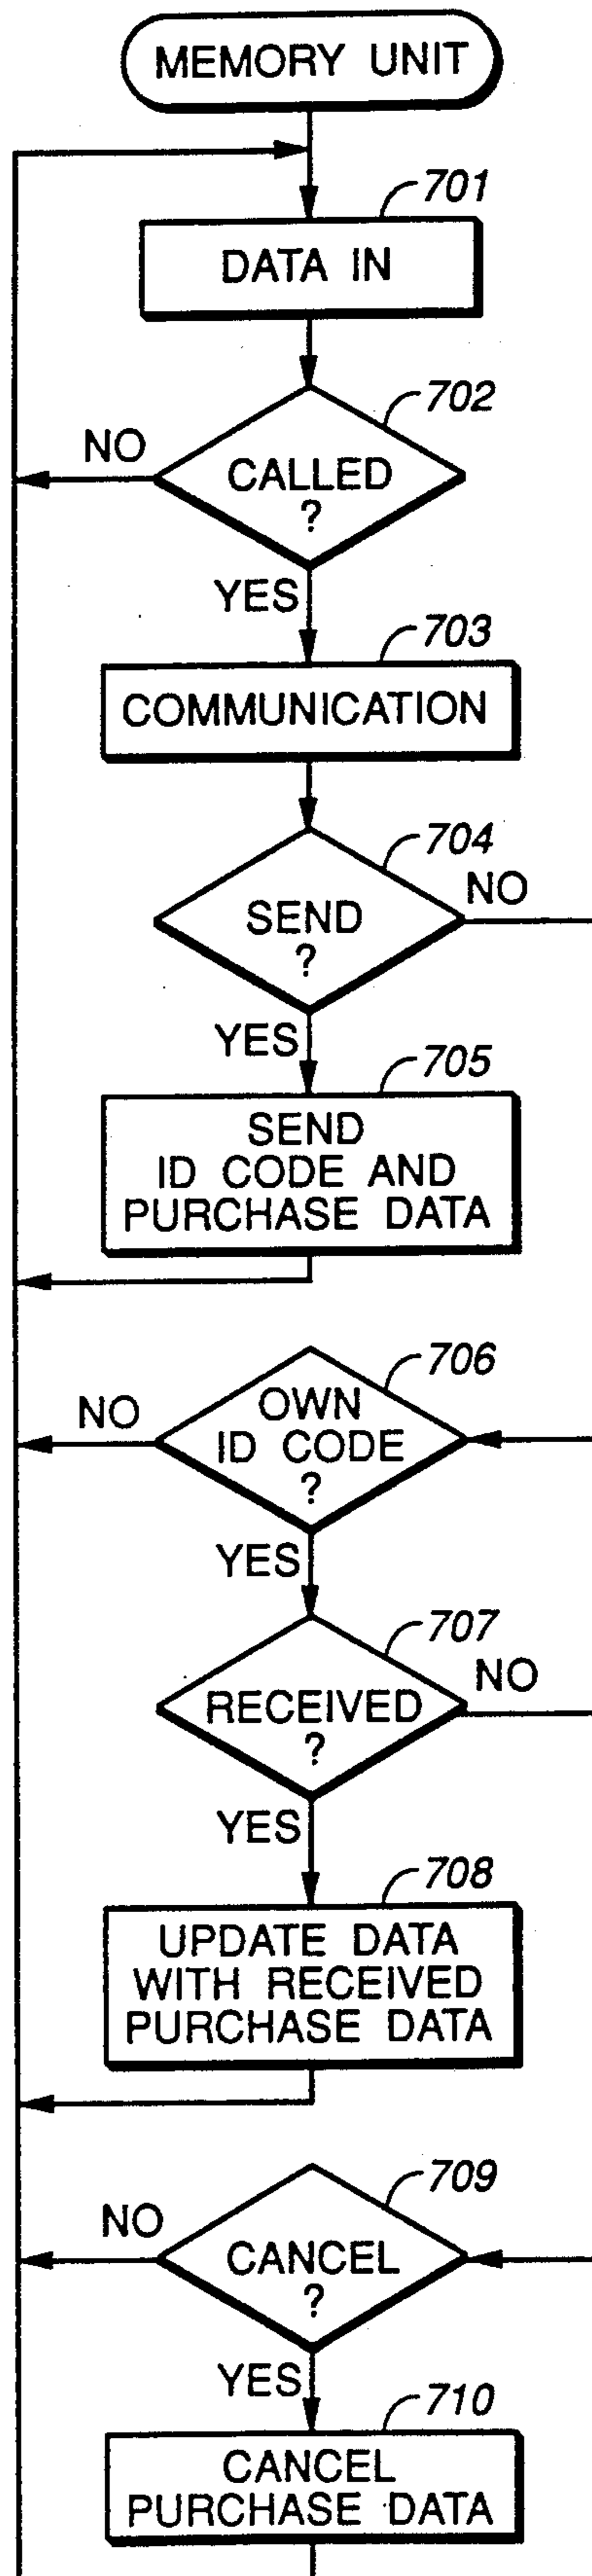 MEMORY UNIT
701
DATA IN
702
NO
CALLED
?
YES
703
COMMUNICATION
704
NO
SEND
?
YES
705
SEND
ID CODE AND
PURCHASE DATA
706
NO
OWN
ID CODE
?
YES
707
NO
RECEIVED
?
YES
708
UPDATE DATA
WITH RECEIVED
PURCHASE DATA
709
NO
CANCEL
?
YES
710
CANCEL
PURCHASE DATA